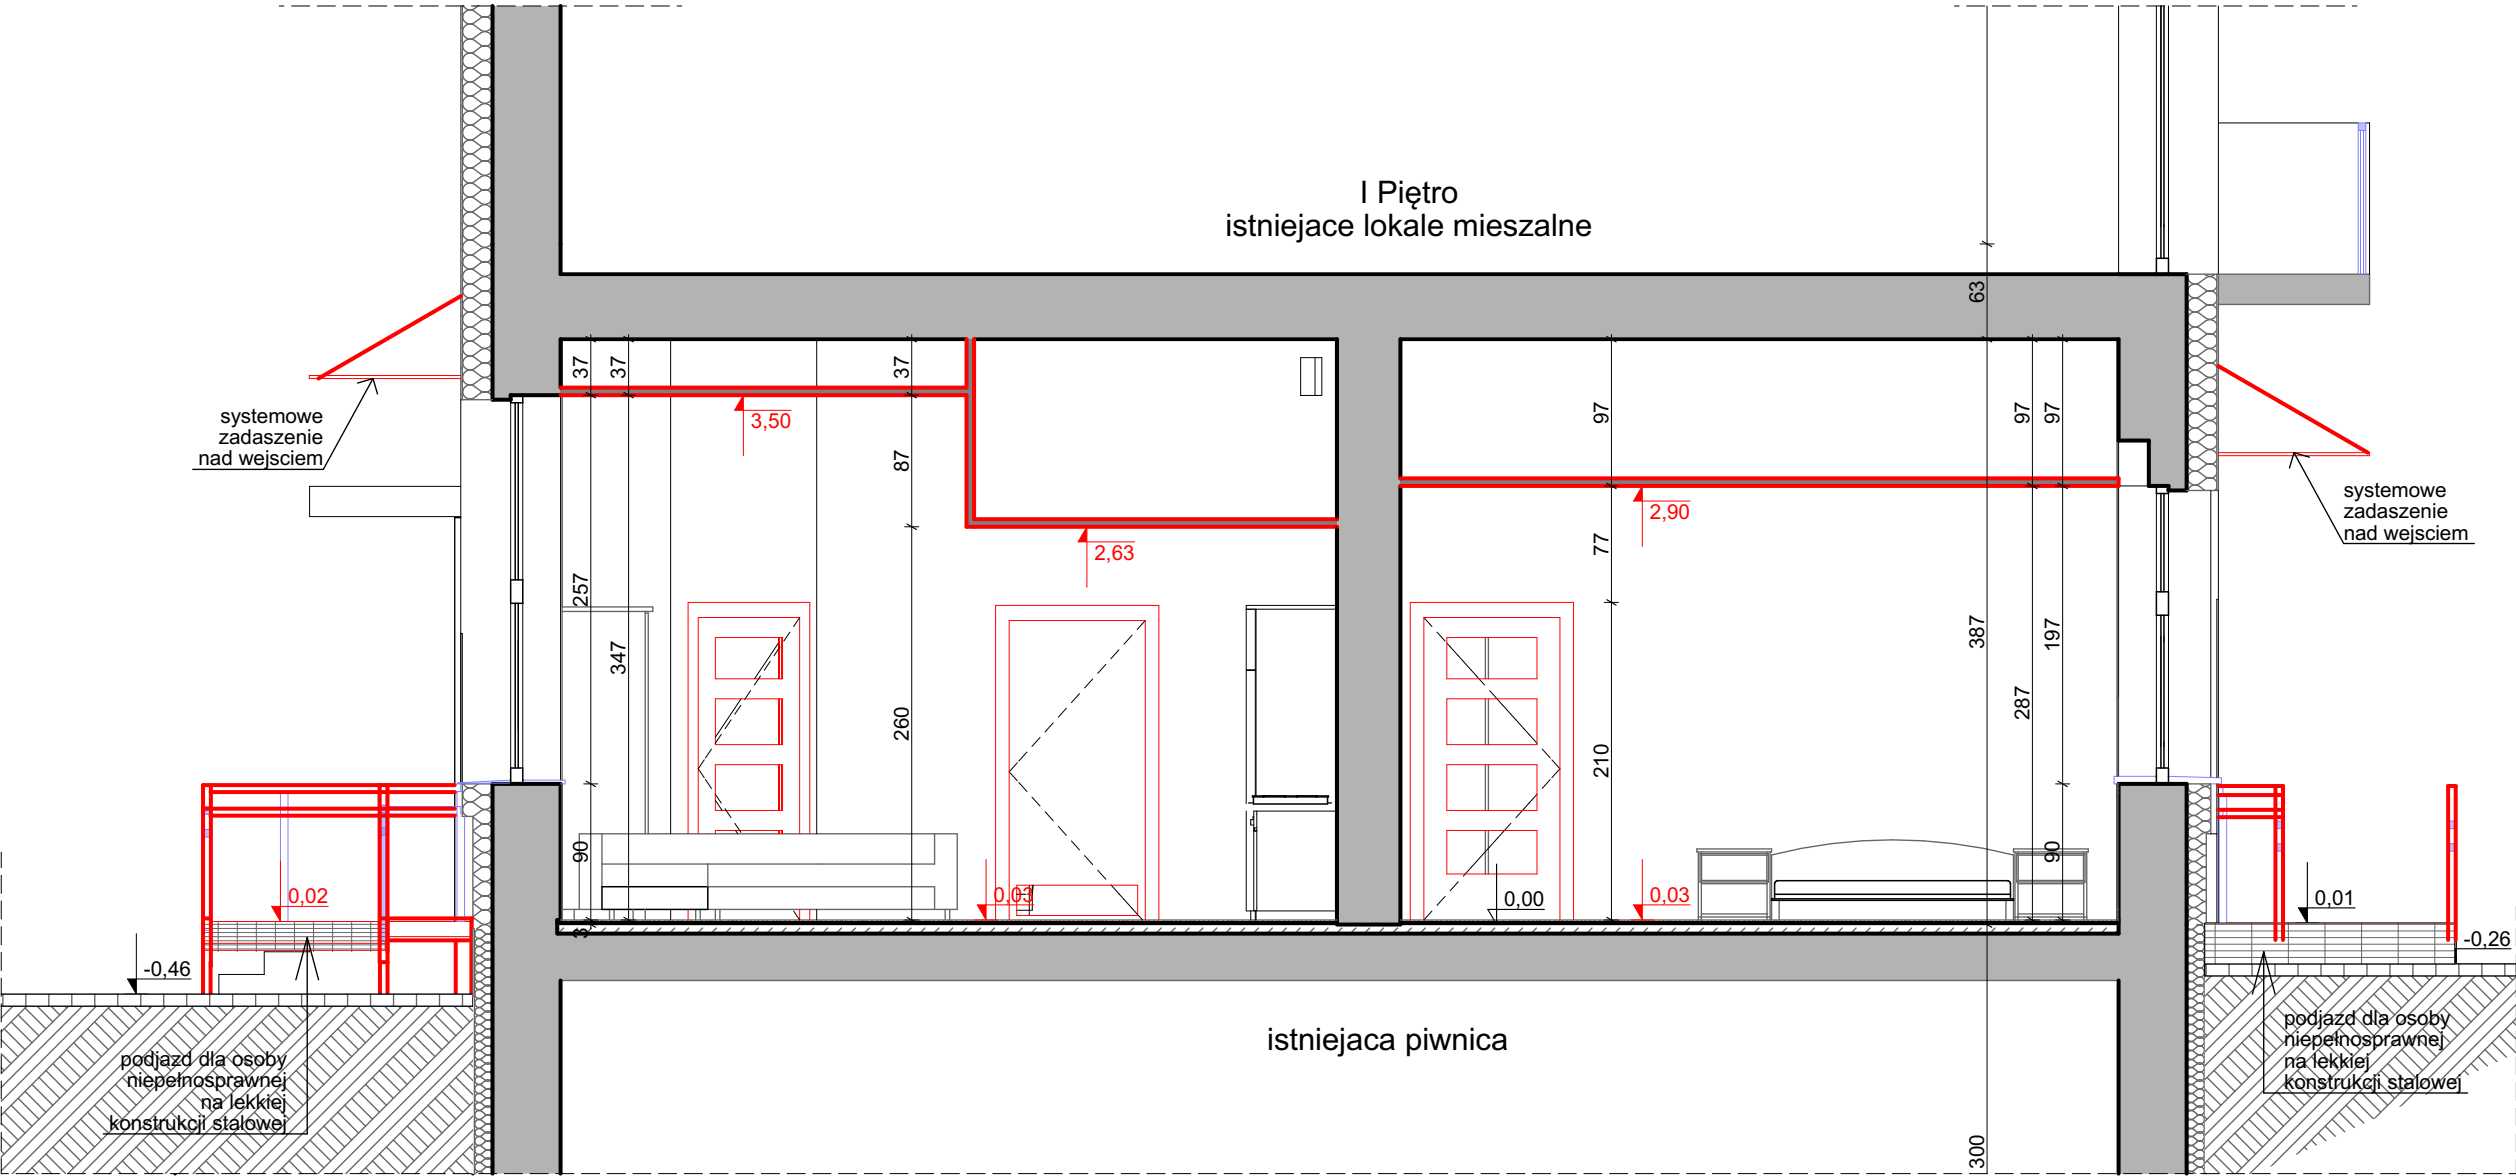 I Piętro
istniejace lokale mieszalne
63
37
37
37
97
97
97
systemowe
zadaszenie
nad wejsciem
3,50
87
2,90
systemowe
zadaszenie
nad wejsciem
2,63
77
257
347
387
197
260
210
287
90
90
0,02
0,03
0,00
0,03
0,01
3
-0,46
-0,26
istniejaca piwnica
podjazd dla osoby
niepełnosprawnej
na lekkiej
konstrukcji stalowej
podjazd dla osoby
niepełnosprawnej
na lekkiej
konstrukcji stalowej
300